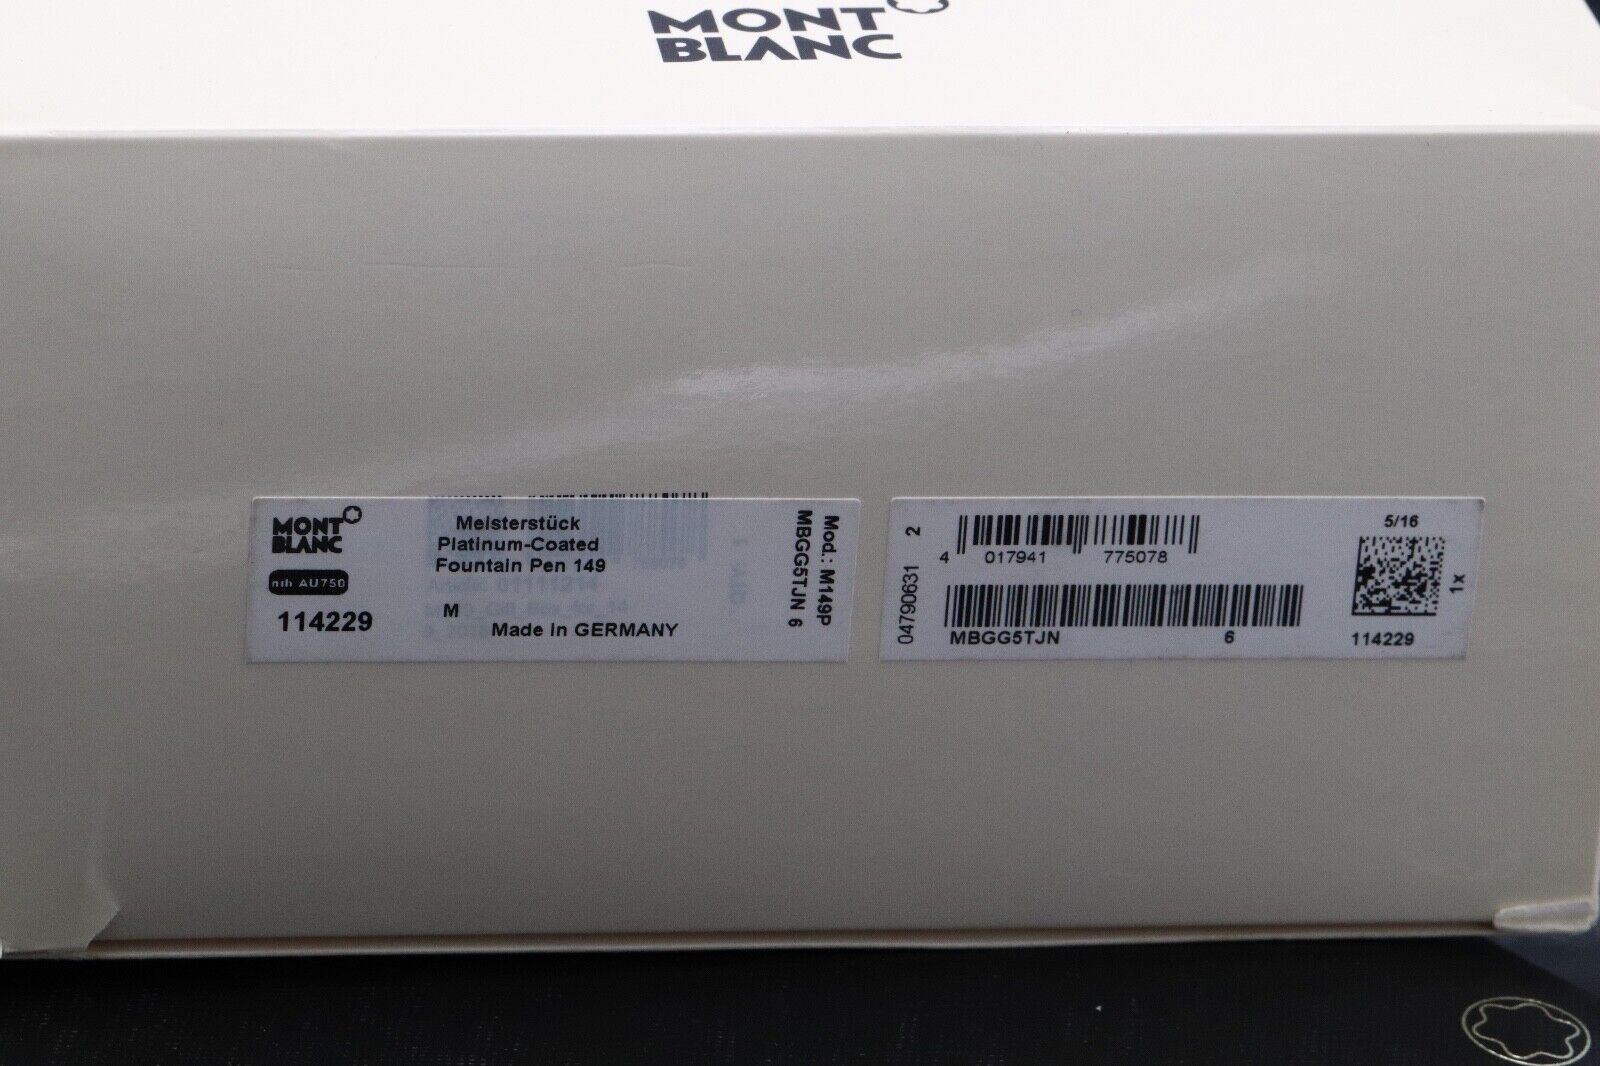 MONT
BLANC
MONT
BLANC
nib AU750
114229
Meisterstück
Platinum-Coated
Fountain Pen 149
M
Made in GERMANY
Mod.: M149P
MBGG5TJN 6
04790631 2
4 017941 775078
MBGG5TJN 6
5/16
1x
114229